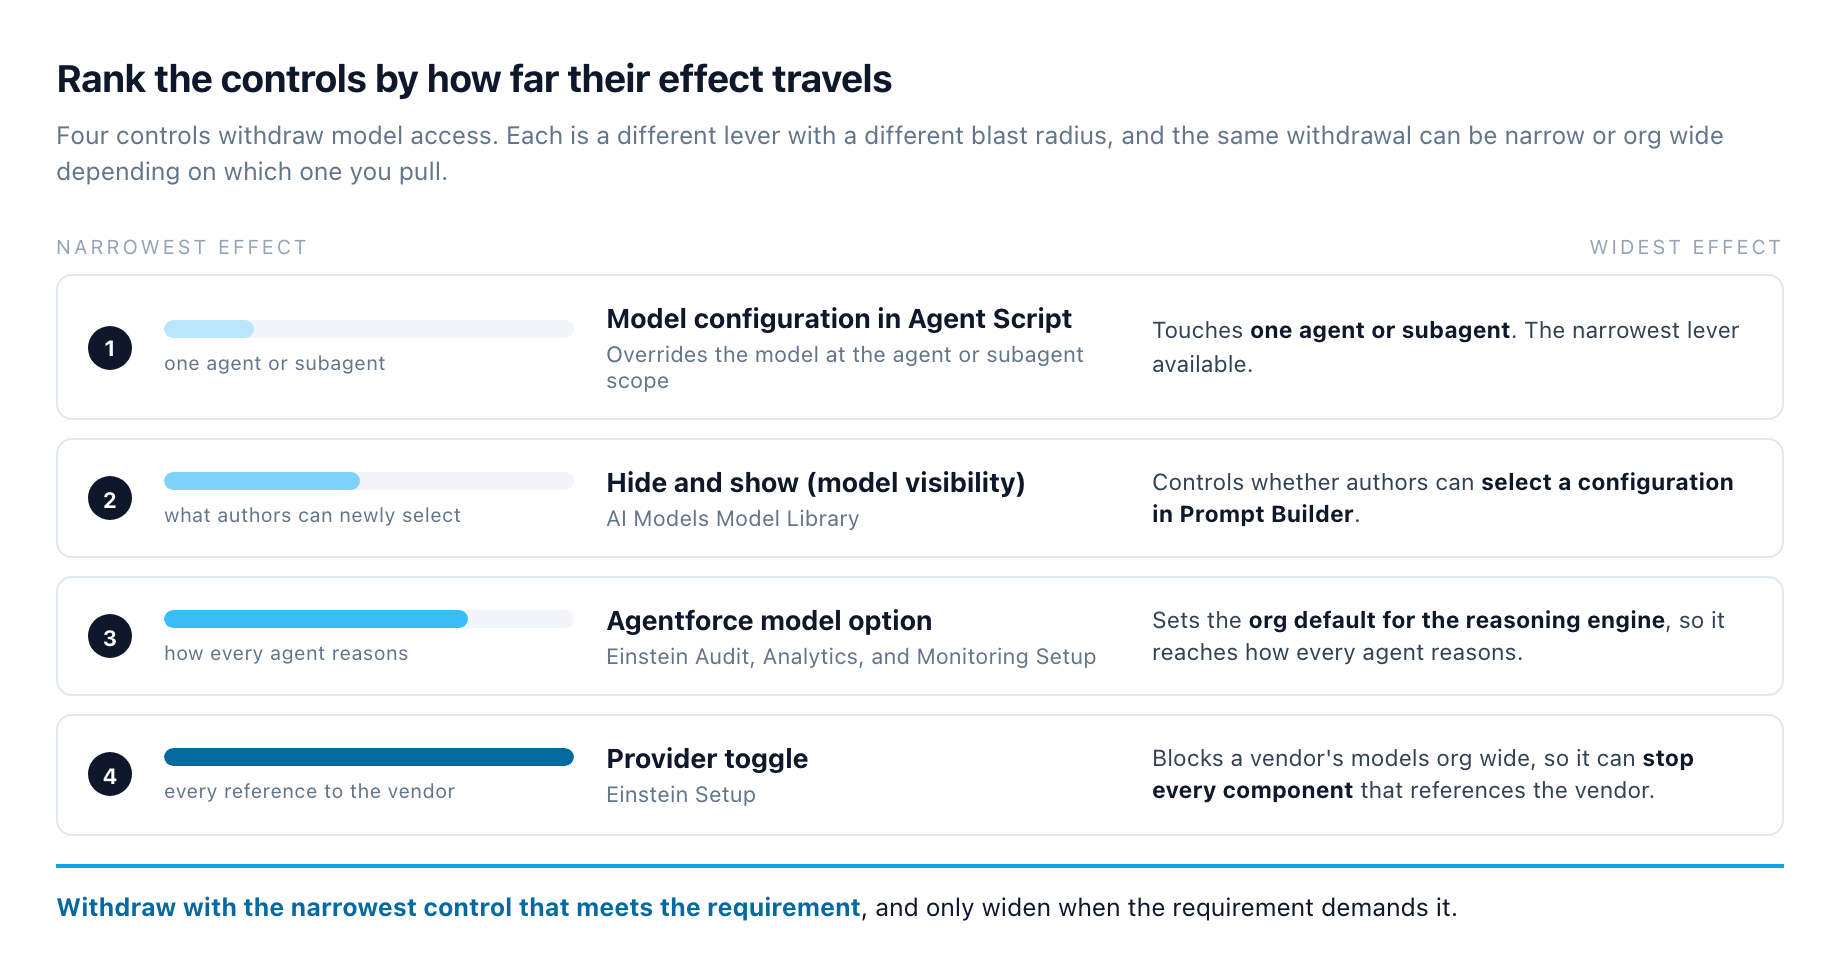 Rank the controls by how far their effect travels
Four controls withdraw model access. Each is a different lever with a different blast radius, and the same withdrawal can be narrow or org wide
depending on which one you pull.
NARROWEST EFFECT
WIDEST EFFECT
1
one agent or subagent
Model configuration in Agent Script
Overrides the model at the agent or subagent
scope
Touches one agent or subagent. The narrowest lever
available.
2
what authors can newly select
Hide and show (model visibility)
AI Models Model Library
Controls whether authors can select a configuration
in Prompt Builder.
3
how every agent reasons
Agentforce model option
Einstein Audit, Analytics, and Monitoring Setup
Sets the org default for the reasoning engine, so it
reaches how every agent reasons.
4
every reference to the vendor
Provider toggle
Einstein Setup
Blocks a vendor's models org wide, so it can stop
every component that references the vendor.
Withdraw with the narrowest control that meets the requirement, and only widen when the requirement demands it.